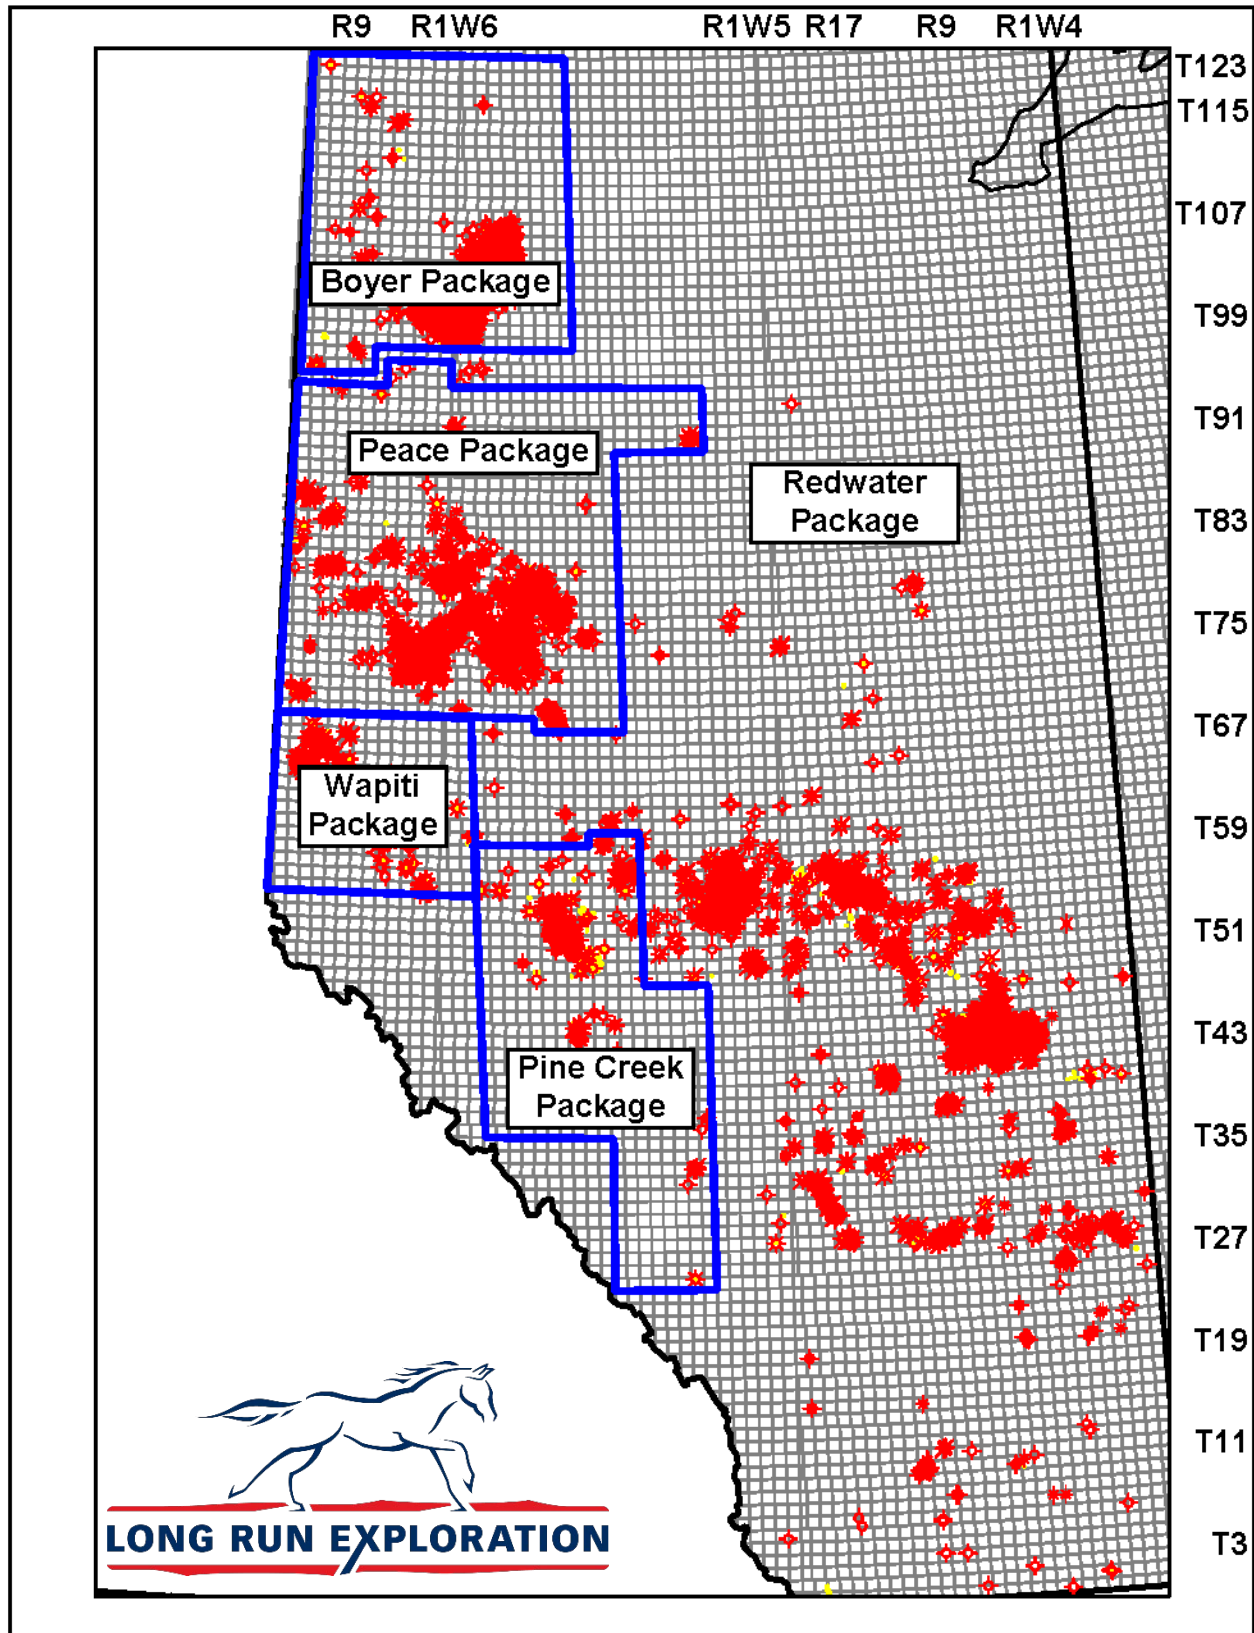 R9 R1W6 R1W5 R17 R9 R1W4
T123
T115
T107
Boyer Package
T99
T91
Peace Package
Redwater
Package
T83
T75
T67
Wapiti
Package
T59
T51
T43
Pine Creek
Package
T35
T27
T19
T11
LONG RUN EXPLORATION
T3